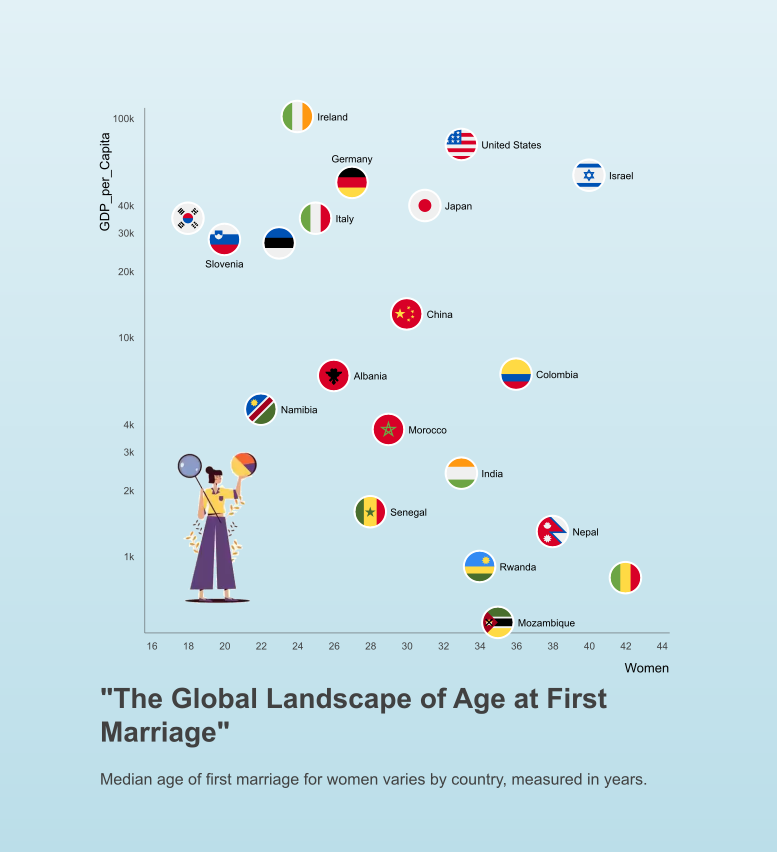 100k
Ireland
United States
Germany
Israel
GDP_per_Capita
40k
Japan
Italy
30k
Slovenia
20k
China
10k
Albania
Colombia
Namibia
4k
Morocco
3k
India
2k
Senegal
Nepal
1k
Rwanda
Mozambique
16 18 20 22 24 26 28 30 32 34 36 38 40 42 44
Women
"The Global Landscape of Age at First
Marriage"
Median age of first marriage for women varies by country, measured in years.